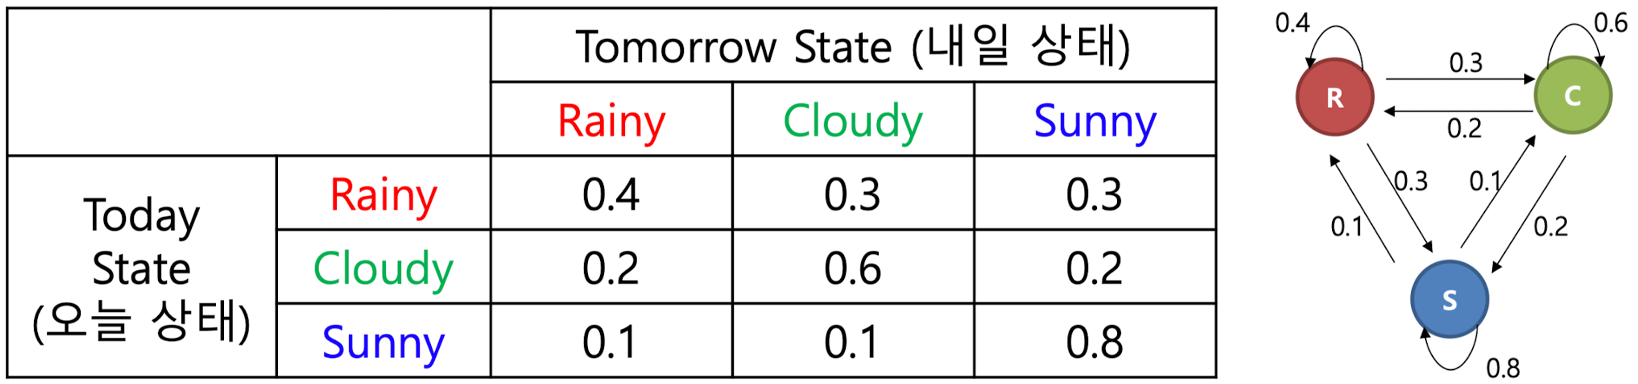 Tomorrow State (내일 상태)
Rainy Cloudy Sunny
Today
State
(오늘 상태)
Rainy 0.4 0.3 0.3
Cloudy 0.2 0.6 0.2
Sunny 0.1 0.1 0.8
0.4
0.6
R
0.3
C
0.2
0.3
0.1
0.1
0.2
S
0.8